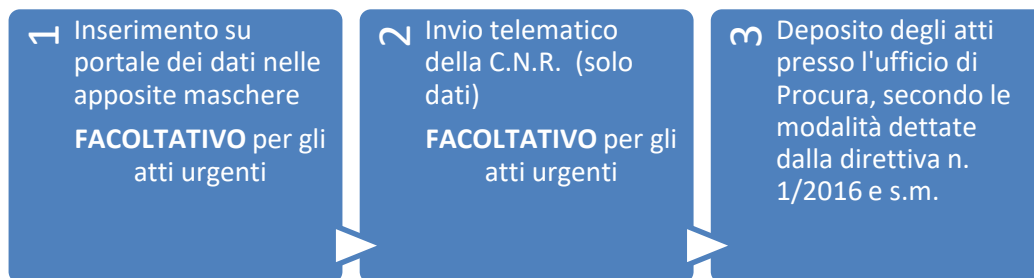 1
Inserimento su
portale dei dati nelle
apposite maschere
FACOLTATIVO per gli
atti urgenti
2
Invio telematico
della C.N.R. (solo
dati)
FACOLTATIVO per gli
atti urgenti
3
Deposito degli atti
presso l'ufficio di
Procura, secondo le
modalità dettate
dalla direttiva n.
1/2016 e s.m.